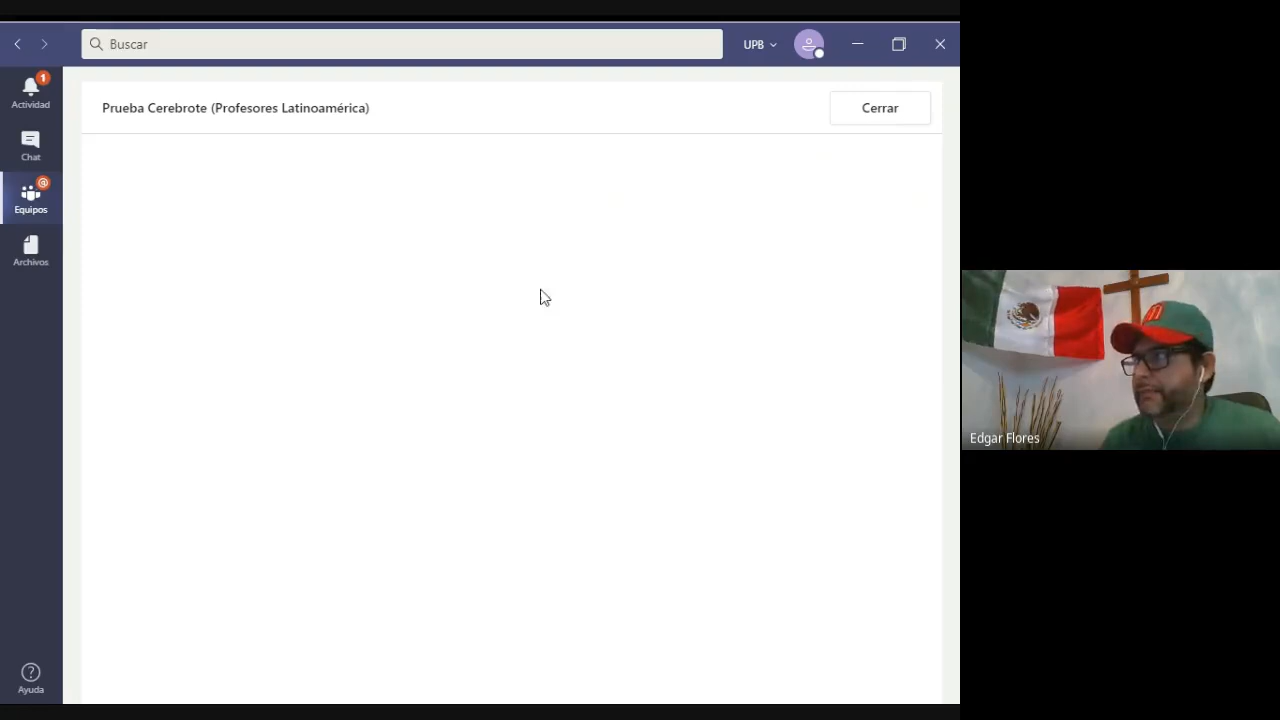 Buscar
UPB
1
Actividad
Chat
@
Equipos
Archivos
Ayuda
Prueba Cerebrote (Profesores Latinoamérica)
Cerrar
Edgar Flores